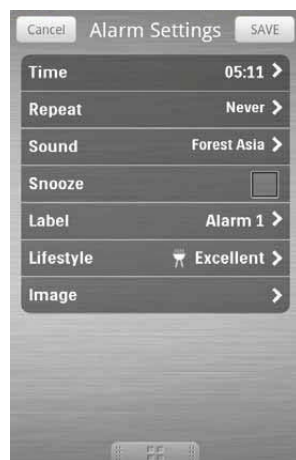 Cancel Alarm Settings SAVE
Time 05:11
Repeat Never
Sound Forest Asia
Snooze
Label Alarm 1
Lifestyle Excellent
Image